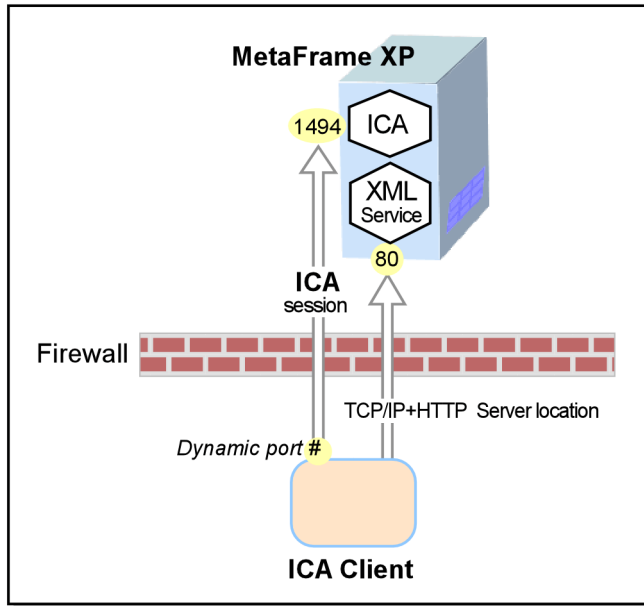 MetaFrame XP
1494
ICA
XML
Service
80
ICA
session
Firewall
TCP/IP+HTTP Server location
Dynamic port #
ICA Client